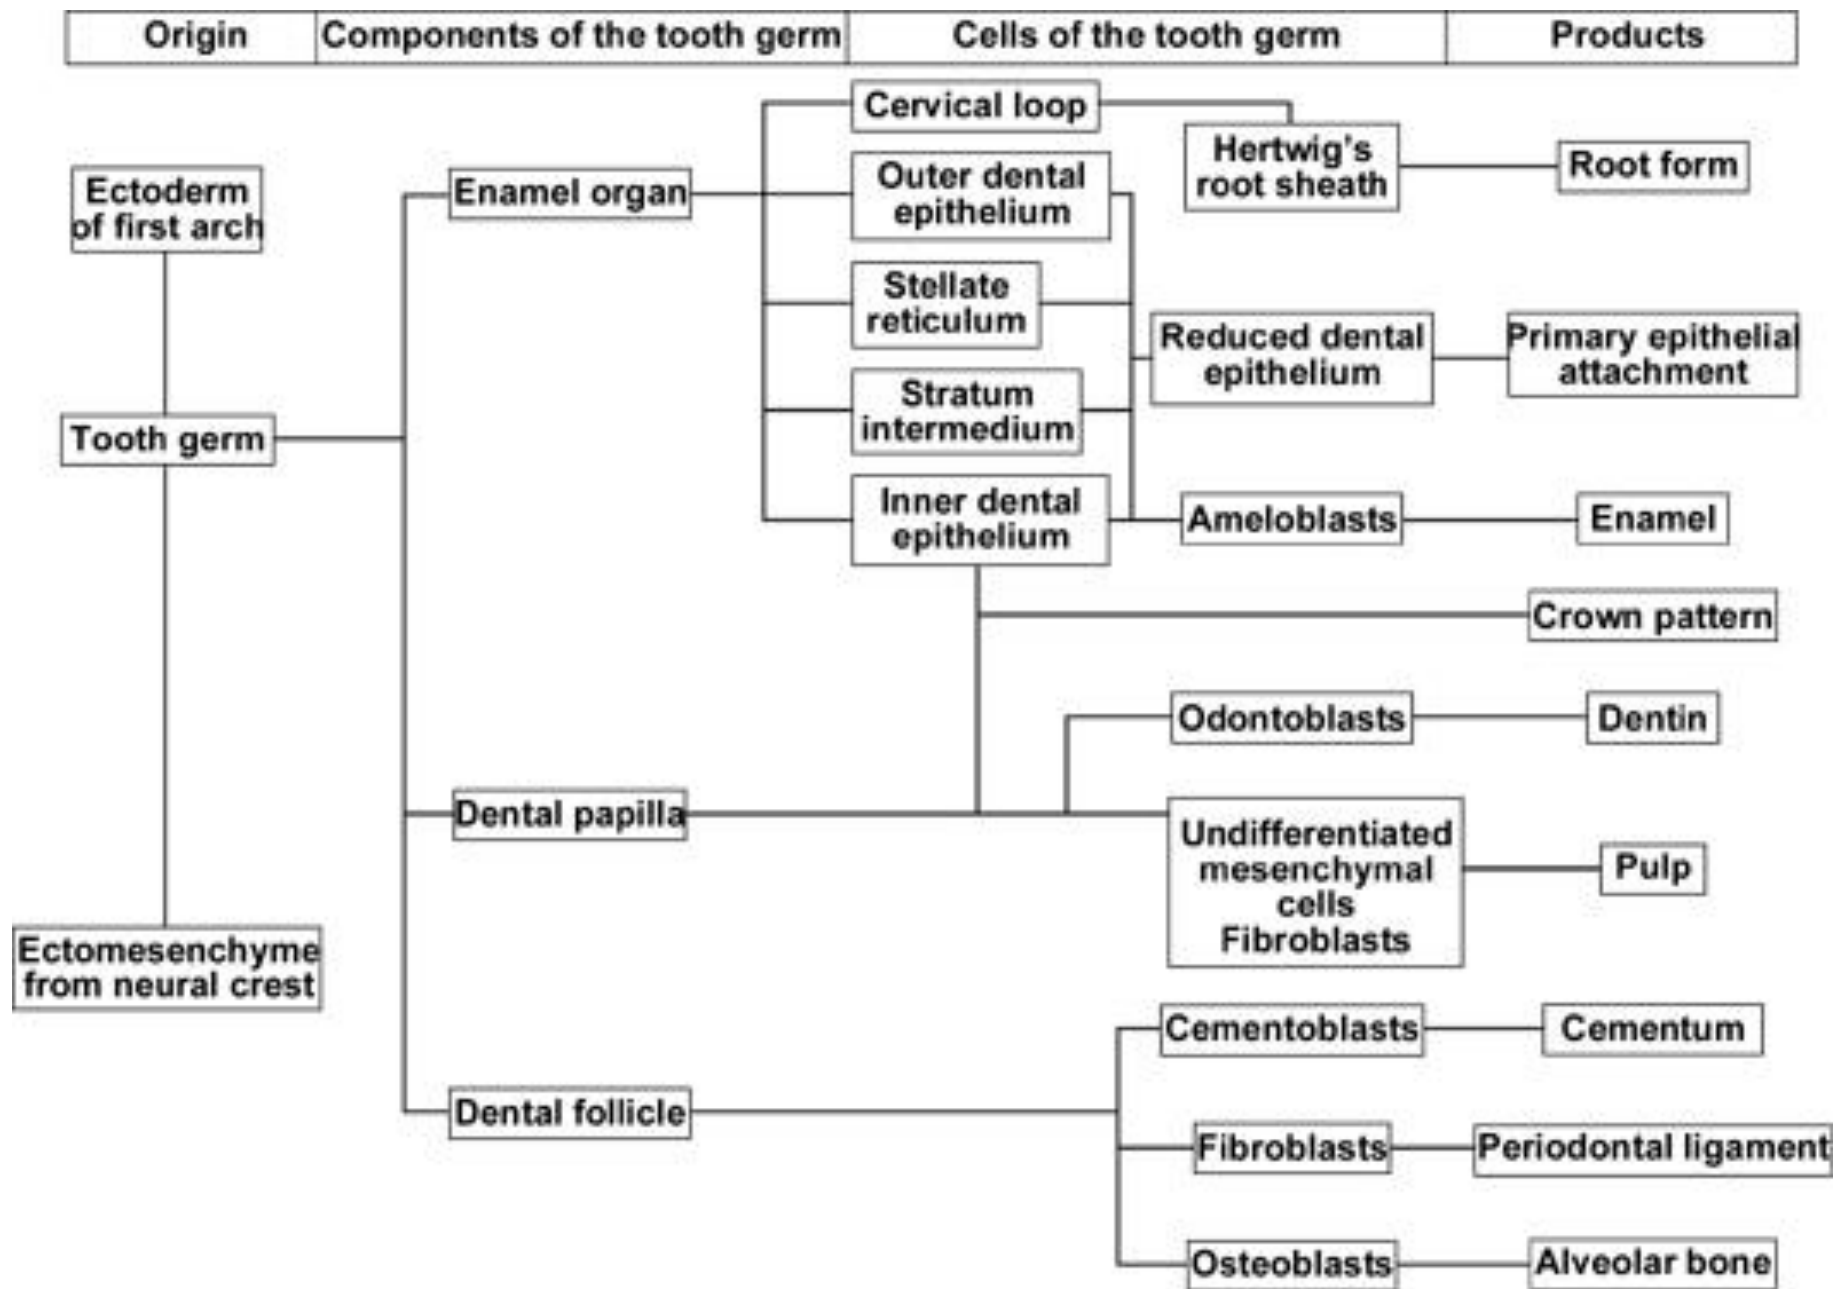 Origin
Components of the tooth germ
Cells of the tooth germ
Products
Ectoderm
of first arch
Tooth germ
Ectomesenchyme
from neural crest
Enamel organ
Dental papilla
Dental follicle
Cervical loop
Outer dental
epithelium
Stellate
reticulum
Stratum
intermedium
Inner dental
epithelium
Hertwig's
root sheath
Root form
Reduced dental
epithelium
Primary epithelial
attachment
Ameloblasts
Enamel
Crown pattern
Odontoblasts
Dentin
Undifferentiated
mesenchymal
cells
Fibroblasts
Pulp
Cementoblasts
Cementum
Fibroblasts
Periodontal ligament
Osteoblasts
Alveolar bone